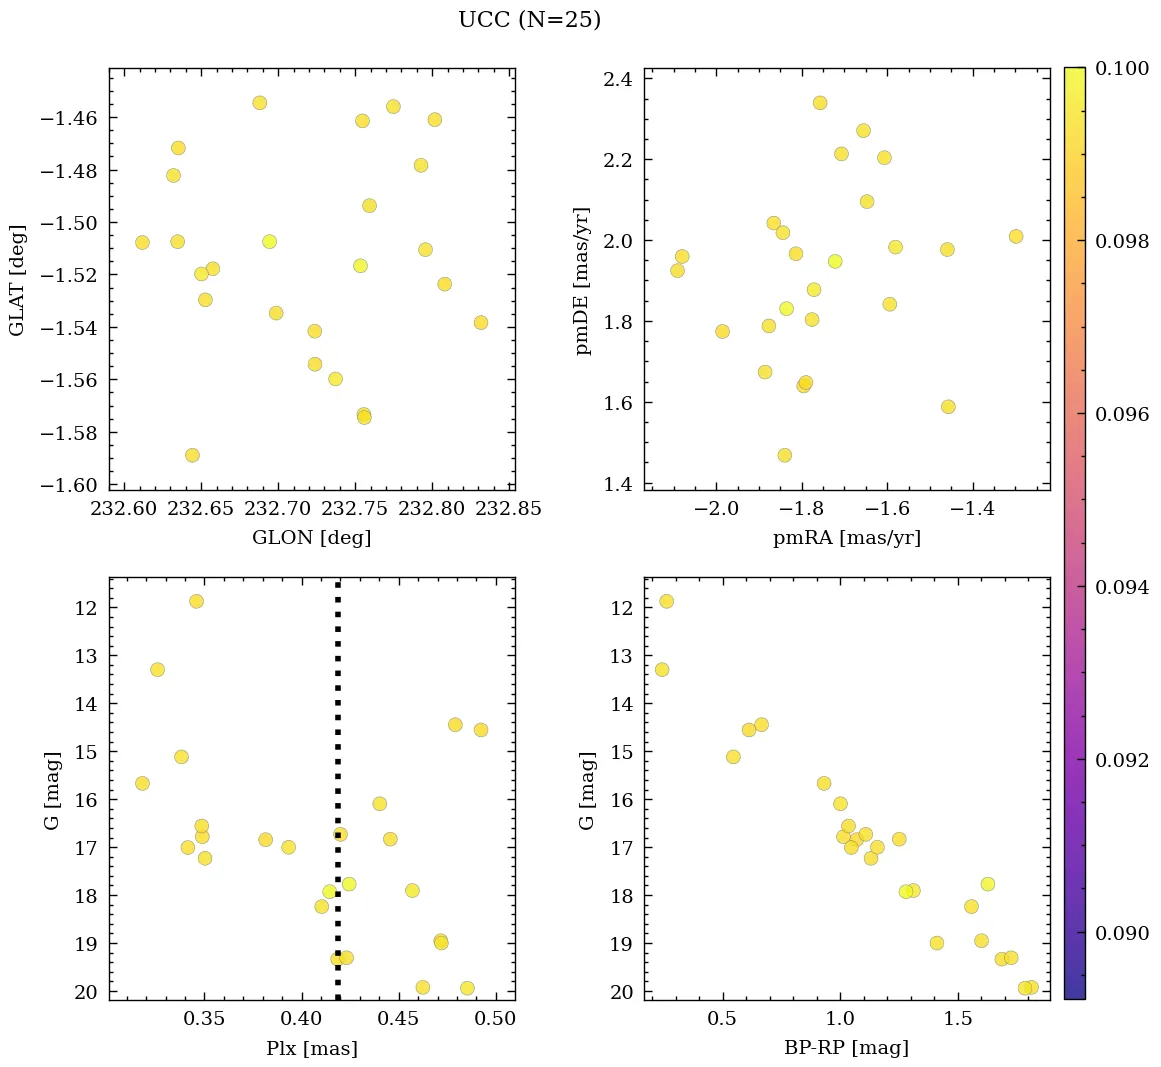 UCC (N=25)
−1.46
−1.48
−1.50
−1.52
−1.54
−1.56
−1.58
−1.60
GLAT [deg]
232.60 232.65 232.70 232.75 232.80 232.85
GLON [deg]
2.4
2.2
2.0
1.8
1.6
1.4
pmDE [mas/yr]
−2.0 −1.8 −1.6 −1.4
pmRA [mas/yr]
0.100
0.098
0.096
0.094
0.092
0.090
12
13
14
15
16
17
18
19
20
G [mag]
0.35 0.40 0.45 0.50
Plx [mas]
12
13
14
15
16
17
18
19
20
G [mag]
0.5 1.0 1.5
BP-RP [mag]